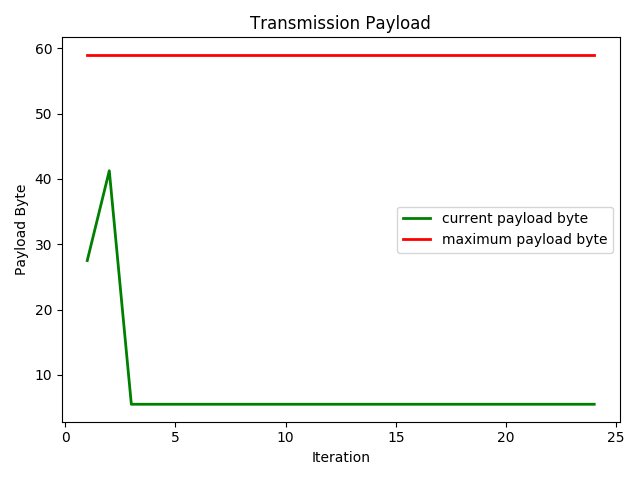 Transmission Payload
60
50
40
30
20
10
Payload Byte
current payload byte
maximum payload byte
0 5 10 15 20 25
Iteration